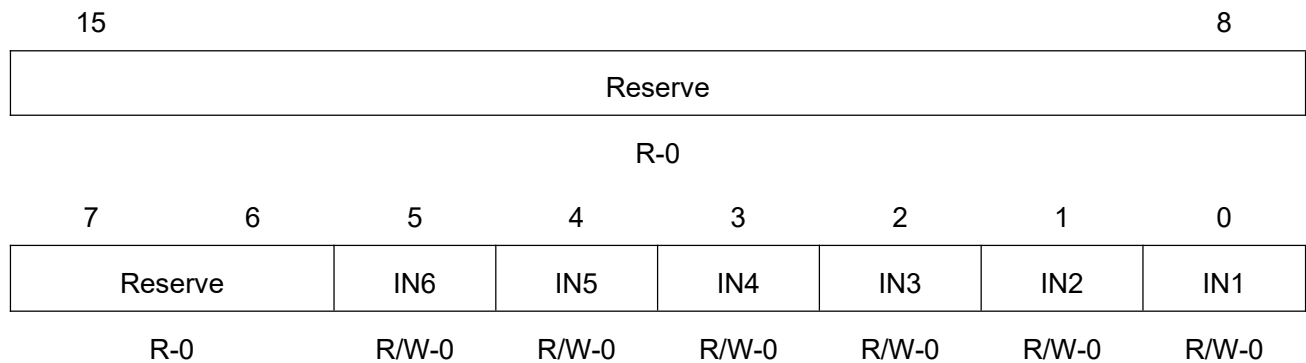 15 8
Reserve
R-0
7 6 5 4 3 2 1 0
Reserve IN6 IN5 IN4 IN3 IN2 IN1
R-0 R/W-0 R/W-0 R/W-0 R/W-0 R/W-0 R/W-0